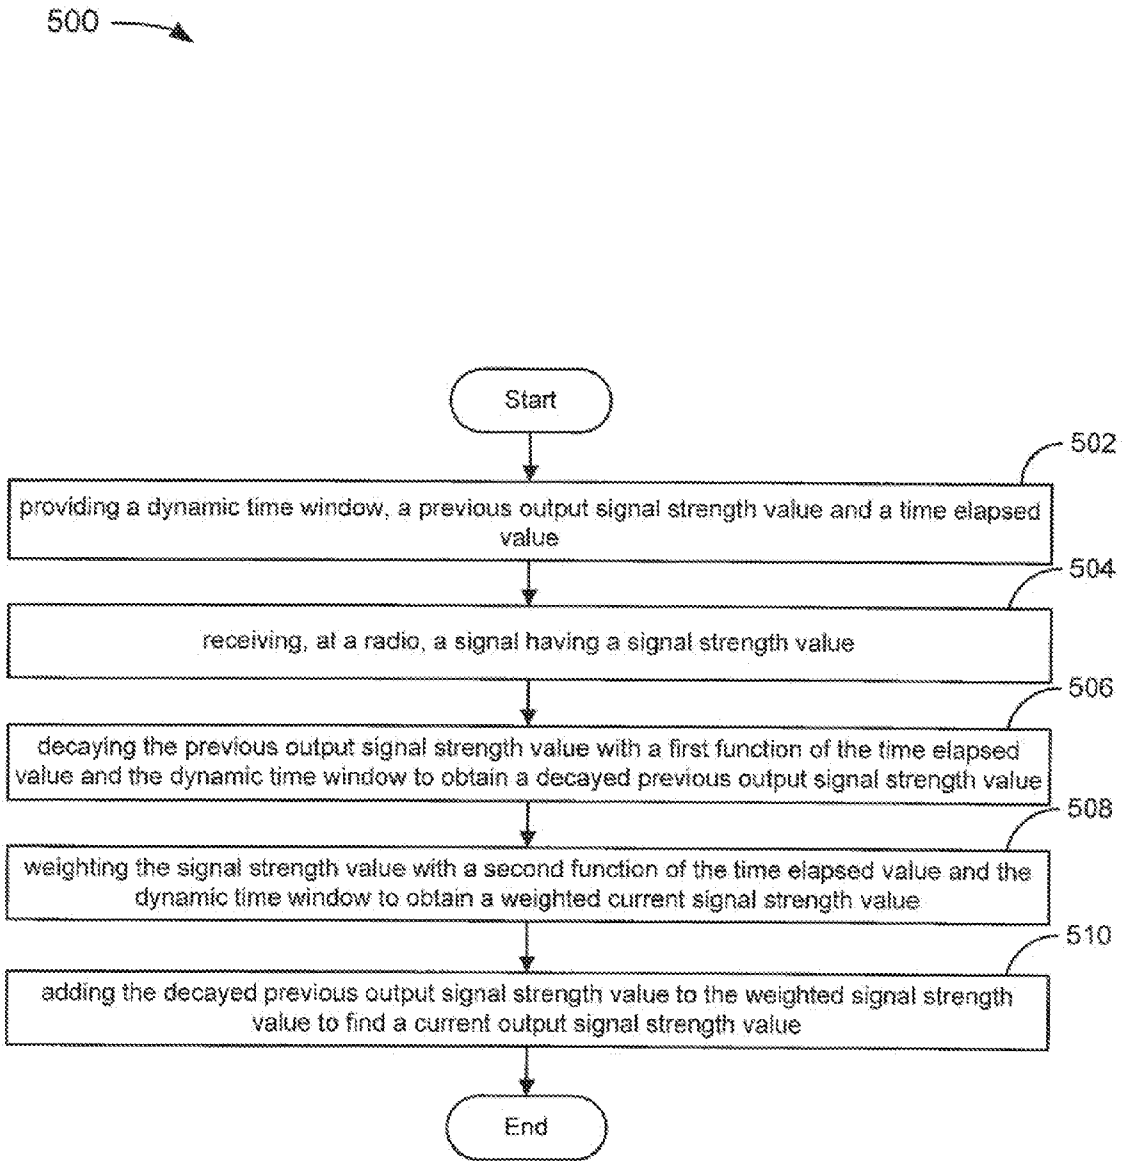 500
Start
502
providing a dynamic time window, a previous output signal strength value and a time elapsed
value
504
receiving, at a radio, a signal having a signal strength value
506
decaying the previous output signal strength value with a first function of the time elapsed
value and the dynamic time window to obtain a decayed previous output signal strength value
508
weighting the signal strength value with a second function of the time elapsed value and the
dynamic time window to obtain a weighted current signal strength value
510
adding the decayed previous output signal strength value to the weighted signal strength
value to find a current output signal strength value
End